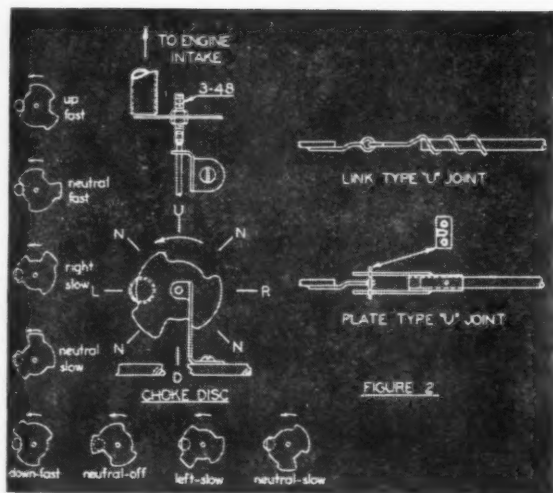 TO ENGINE
INTAKE
3-48
up
fast
neutral
fast
right
slow
neutral
slow
U
N
N
L
R
N
N
D
CHOKE DISC
LINK TYPE "U" JOINT
PLATE TYPE "U" JOINT
FIGURE 2
down-fast
neutral-off
left-slow
neutral-slow